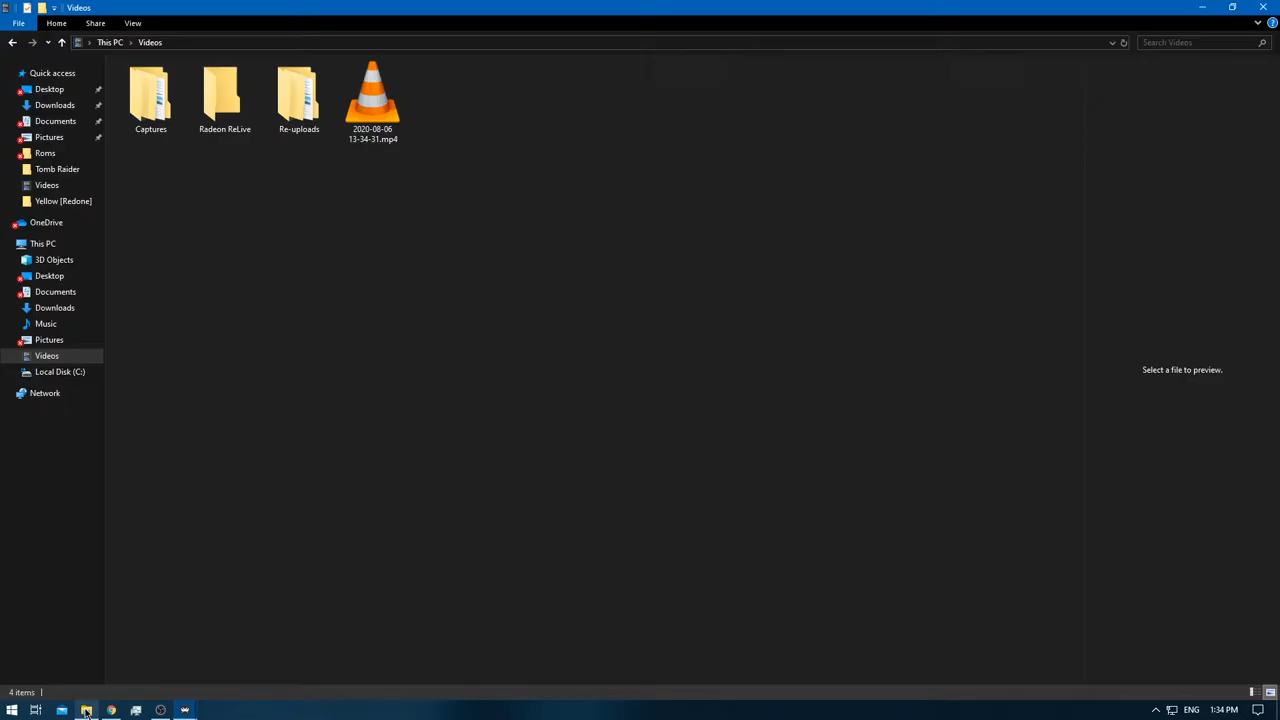 Videos
File Home Share View
This PC Videos Search Videos
Quick access
Desktop
Downloads
Documents
Pictures
Roms
Tomb Raider
Videos
Yellow [Redone]
OneDrive
This PC
3D Objects
Desktop
Documents
Downloads
Music
Pictures
Videos
Local Disk (C:)
Network
Captures
Radeon ReLive
Re-uploads
2020-08-06
13-34-31.mp4
Select a file to preview.
4 items
ENG 1:34 PM